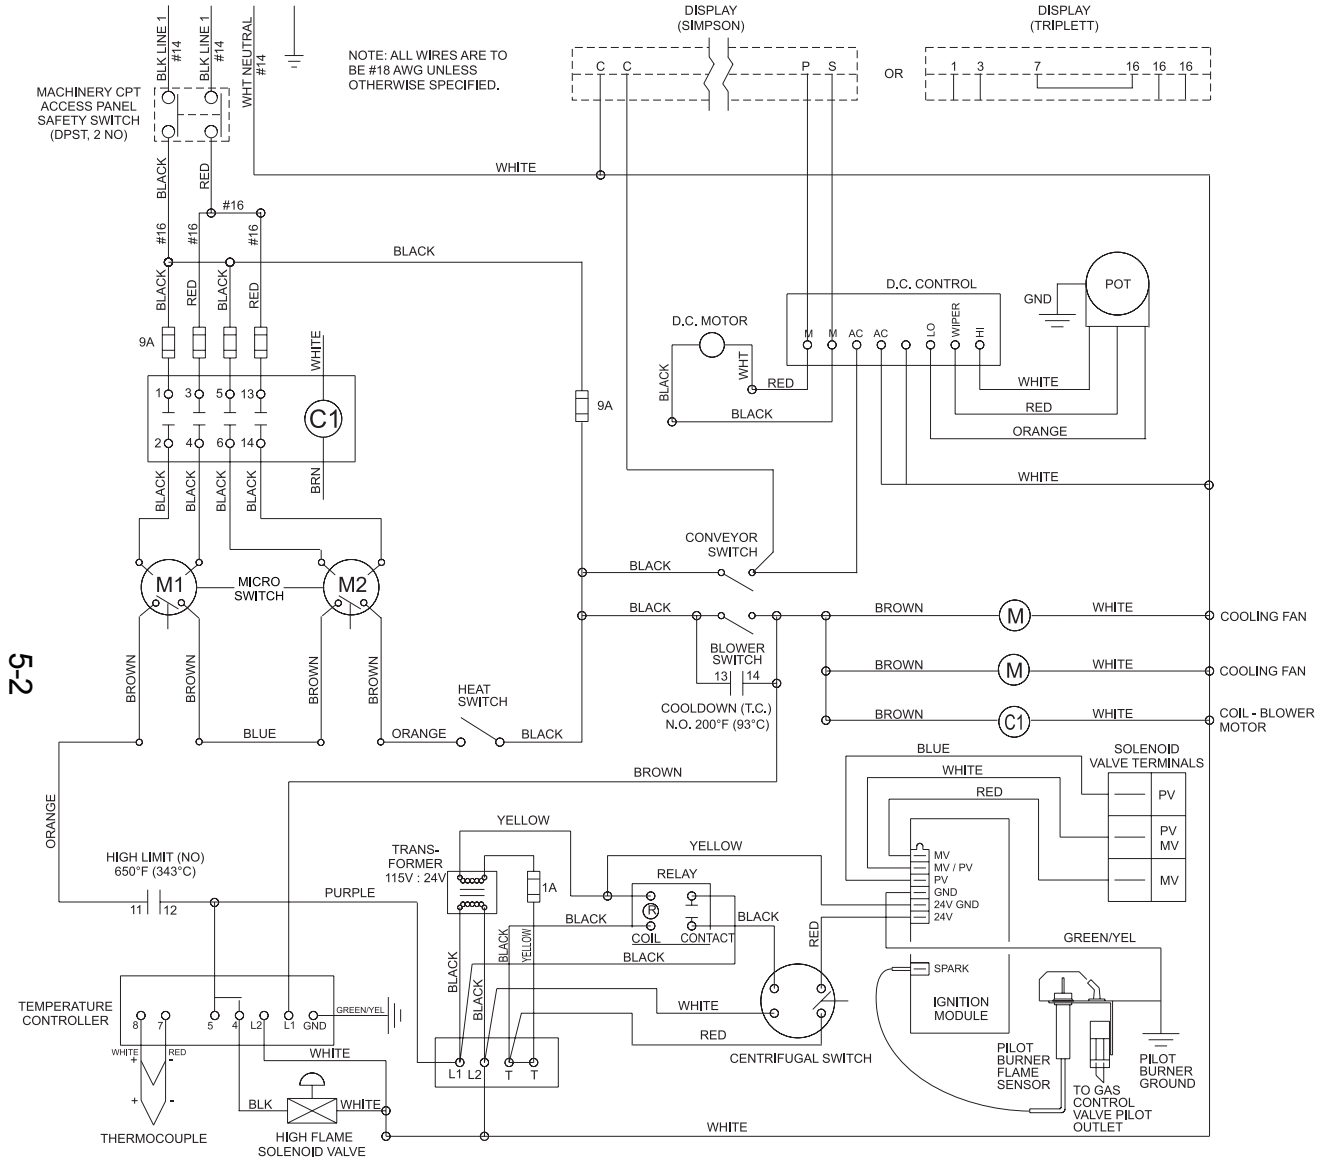 DISPLAY
(SIMPSON)
DISPLAY
(TRIPLETT)
BLK LINE 1
#14
BLK LINE 1
#14
WHT NEUTRAL
#14
NOTE: ALL WIRES ARE TO
BE #18 AWG UNLESS
OTHERWISE SPECIFIED.
C C P S
OR
1 3 7 16 16 16
MACHINERY CPT
ACCESS PANEL
SAFETY SWITCH
(DPST, 2 NO)
BLACK
RED
WHITE
#16
#16
#16
#16
BLACK
BLACK
RED
BLACK
RED
9A
WHITE
D.C. CONTROL
GND
POT
D.C. MOTOR
M M AC AC LO WIPER HI
BLACK
WHT
RED
BLACK
WHITE
RED
ORANGE
WHITE
1 3 5 13
C1
2 4 6 14
9A
BLACK
BLACK
BLACK
BLACK
BRN
CONVEYOR
SWITCH
BLACK
M1
MICRO
SWITCH
M2
BLACK
BLOWER
SWITCH
13 14
COOLDOWN (T.C.)
N.O. 200°F (93°C)
BROWN
M
WHITE
COOLING FAN
BROWN
M
WHITE
COOLING FAN
BROWN
C1
WHITE
COIL - BLOWER
MOTOR
5-2
BROWN
BROWN
BROWN
BROWN
HEAT
SWITCH
BLUE
ORANGE
BLACK
BROWN
BLUE
WHITE
RED
SOLENOID
VALVE TERMINALS
PV
PV
MV
MV
ORANGE
HIGH LIMIT (NO)
650°F (343°C)
11 12
PURPLE
YELLOW
TRANS-
FORMER
115V : 24V
1A
YELLOW
RELAY
R
COIL
CONTACT
BLACK
BLACK
BLACK
BLACK
YELLOW
BLACK
BLACK
RED
MV
MV / PV
PV
GND
24V GND
24V
SPARK
IGNITION
MODULE
GREEN/YEL
TEMPERATURE
CONTROLLER
8 7 5 4 L2 L1 GND
GREEN/YEL
WHITE
RED
+ -
+ -
THERMOCOUPLE
WHITE
BLK
WHITE
HIGH FLAME
SOLENOID VALVE
L1 L2 T T
WHITE
RED
CENTRIFUGAL SWITCH
WHITE
PILOT
BURNER
FLAME
SENSOR
TO GAS
CONTROL
VALVE PILOT
OUTLET
PILOT
BURNER
GROUND